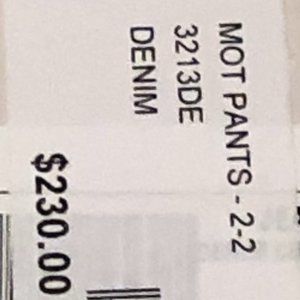 MOT PANTS - 2-2
3213DE
DENIM
$230.00